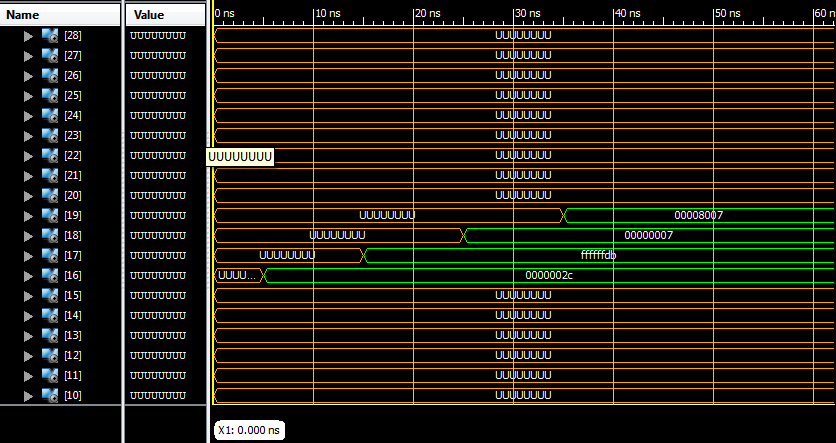 Name Value 0 ns 10 ns 20 ns 30 ns 40 ns 50 ns 60 n
[28] UUUUUUUU UUUUUUUU
[27] UUUUUUUU UUUUUUUU
[26] UUUUUUUU UUUUUUUU
[25] UUUUUUUU UUUUUUUU
[24] UUUUUUUU UUUUUUUU
[23] UUUUUUUU UUUUUUUU
[22] UUUUUUUU UUUUUUUU UUUUUUUU
[21] UUUUUUUU UUUUUUUU
[20] UUUUUUUU UUUUUUUU
[19] UUUUUUUU UUUUUUUU 00008007
[18] UUUUUUUU UUUUUUUU 00000007
[17] UUUUUUUU UUUUUUUU ffffffdb
[16] UUUUUUUU UUUU... 0000002c
[15] UUUUUUUU UUUUUUUU
[14] UUUUUUUU UUUUUUUU
[13] UUUUUUUU UUUUUUUU
[12] UUUUUUUU UUUUUUUU
[11] UUUUUUUU UUUUUUUU
[10] UUUUUUUU UUUUUUUU
X1: 0.000 ns